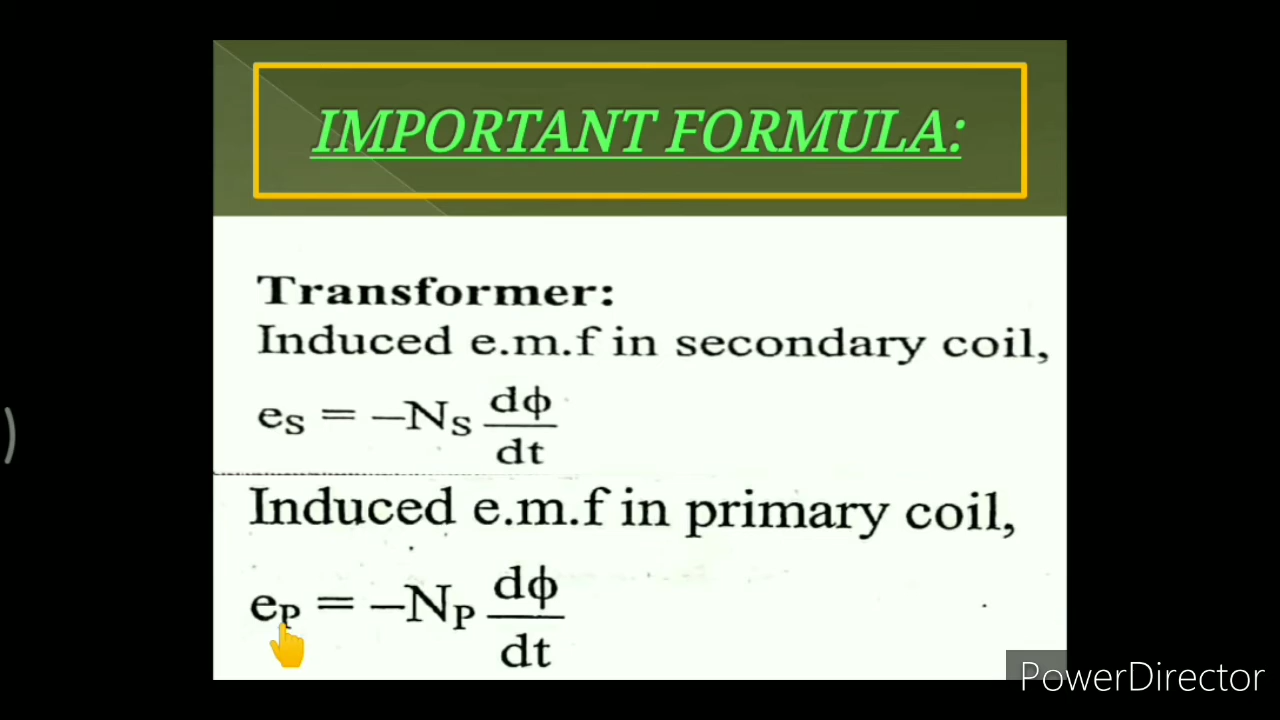 IMPORTANT FORMULA:
Transformer:
Induced e.m.f in secondary coil,
eS = –NS dϕ/dt
Induced e.m.f in primary coil,
eP = –NP dϕ/dt
PowerDirector